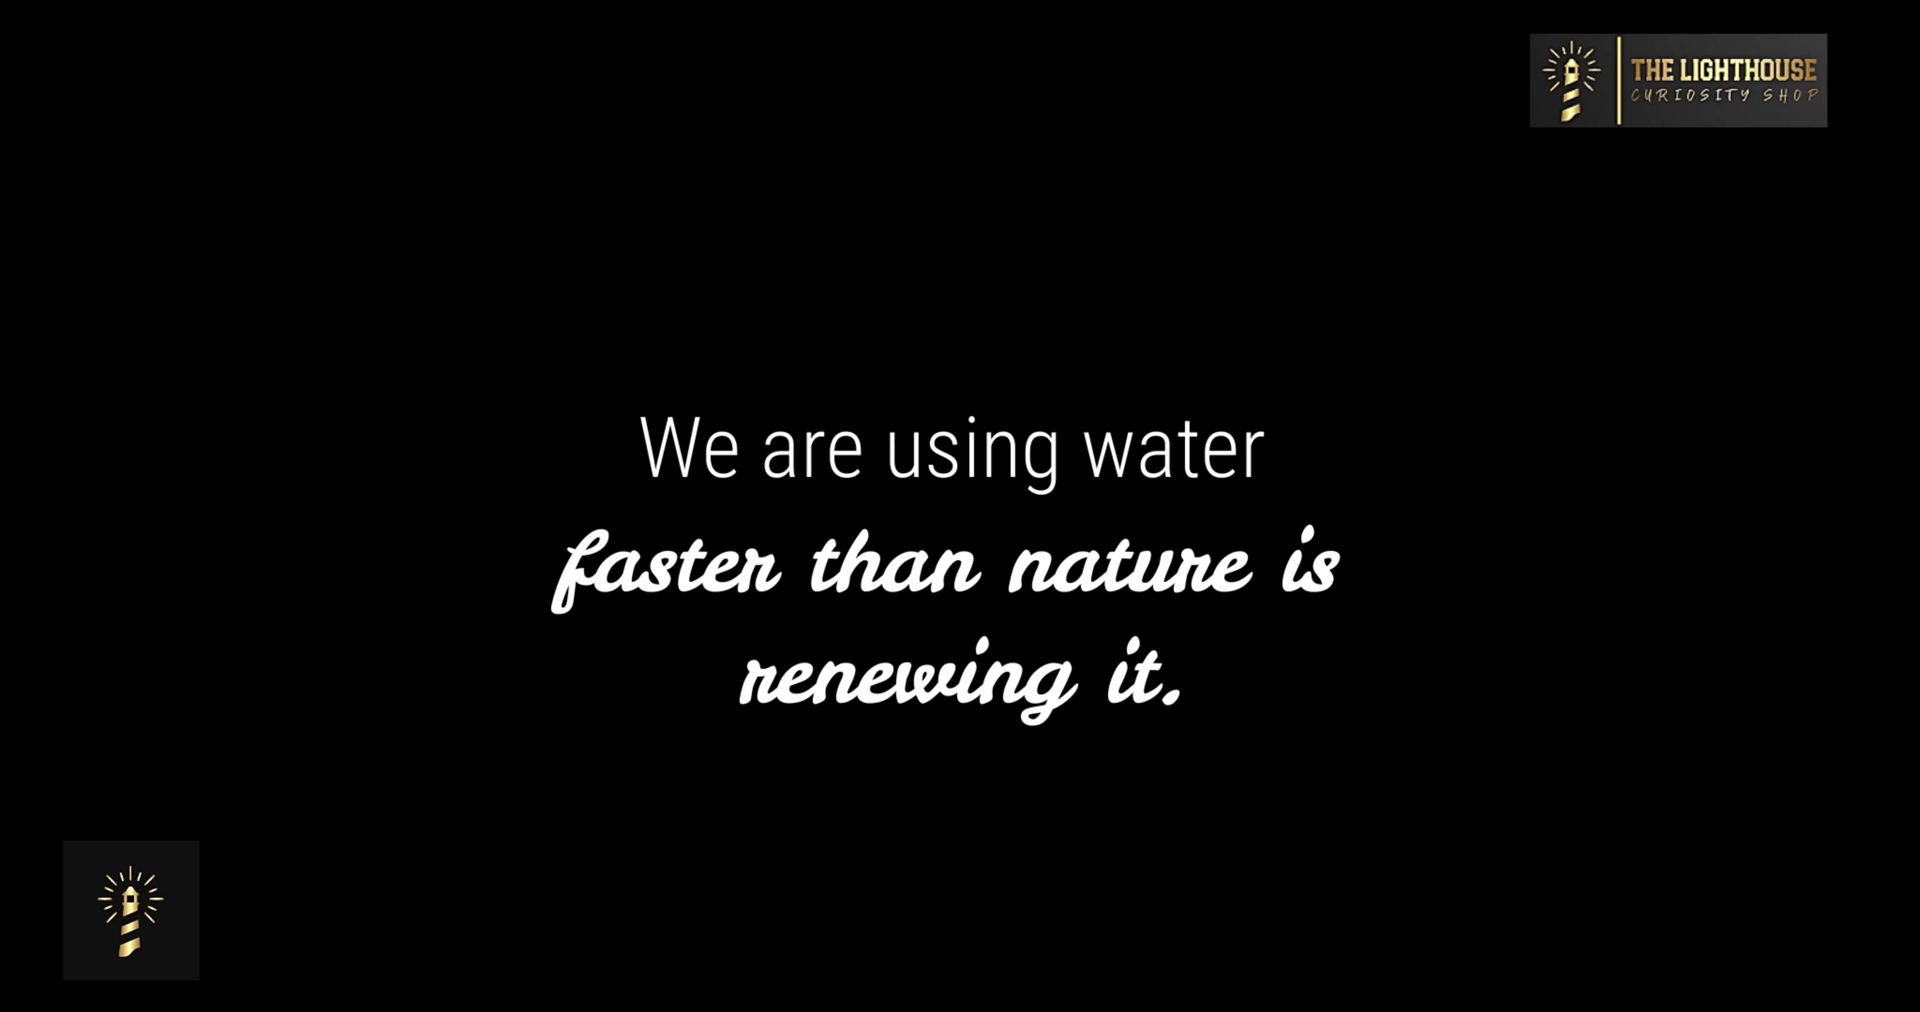 THE LIGHTHOUSE
CURIOSITY SHOP
We are using water
faster than nature is
renewing it.